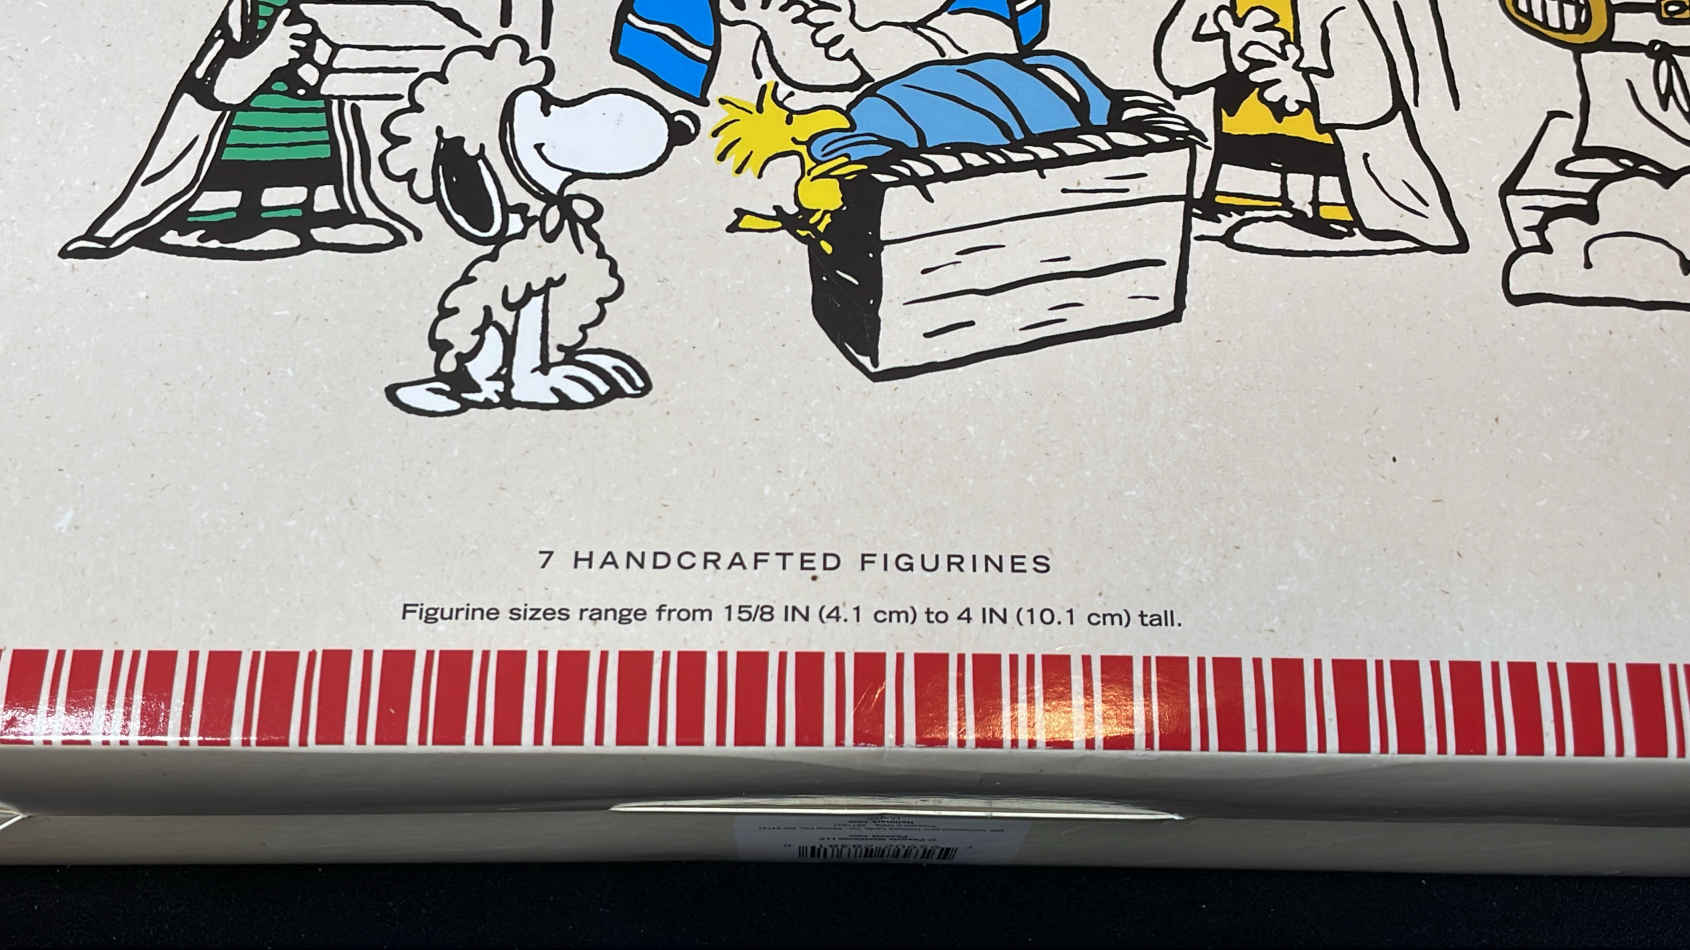 7 HANDCRAFTED FIGURINES
Figurine sizes range from 15/8 IN (4.1 cm) to 4 IN (10.1 cm) tall.